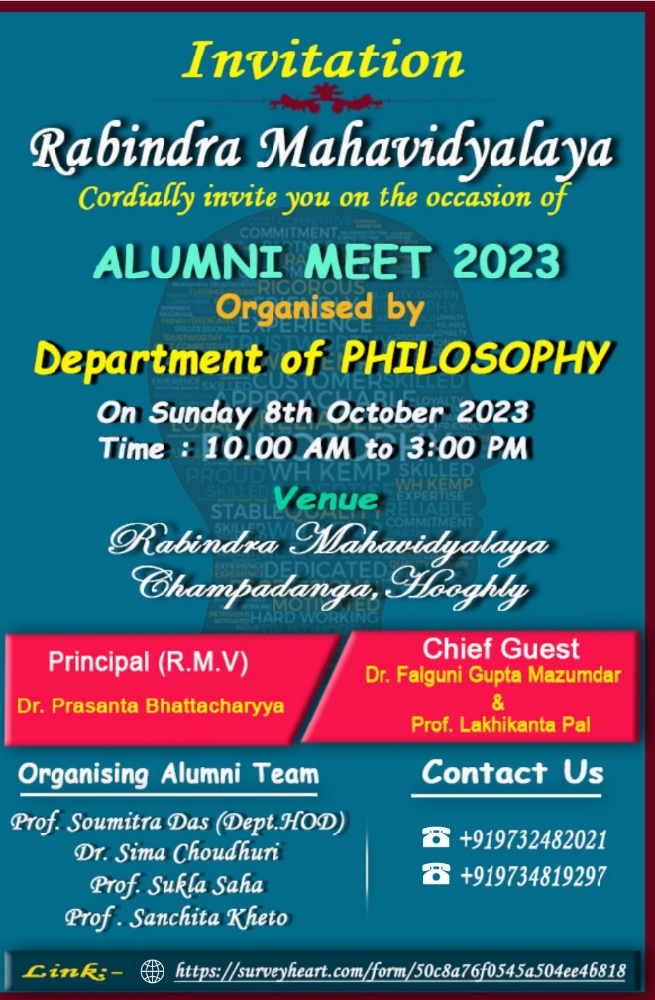 Invitation
Rabindra Mahavidyalaya
Cordially invite you on the occasion of
ALUMNI MEET 2023
Organised by
Department of PHILOSOPHY
On Sunday 8th October 2023
Time : 10.00 AM to 3:00 PM
Venue
Rabindra Mahavidyalaya
Champadanga, Hooghly
Principal (R.M.V)
Dr. Prasanta Bhattacharyya
Chief Guest
Dr. Falguni Gupta Mazumdar
&
Prof. Lakhikanta Pal
Organising Alumni Team
Prof. Soumitra Das (Dept.HOD)
Dr. Sima Choudhuri
Prof. Sukla Saha
Prof . Sanchita Kheto
Contact Us
+919732482021
+919734819297
Link:- https://surveyheart.com/form/50c8a76f0545a504ee46818